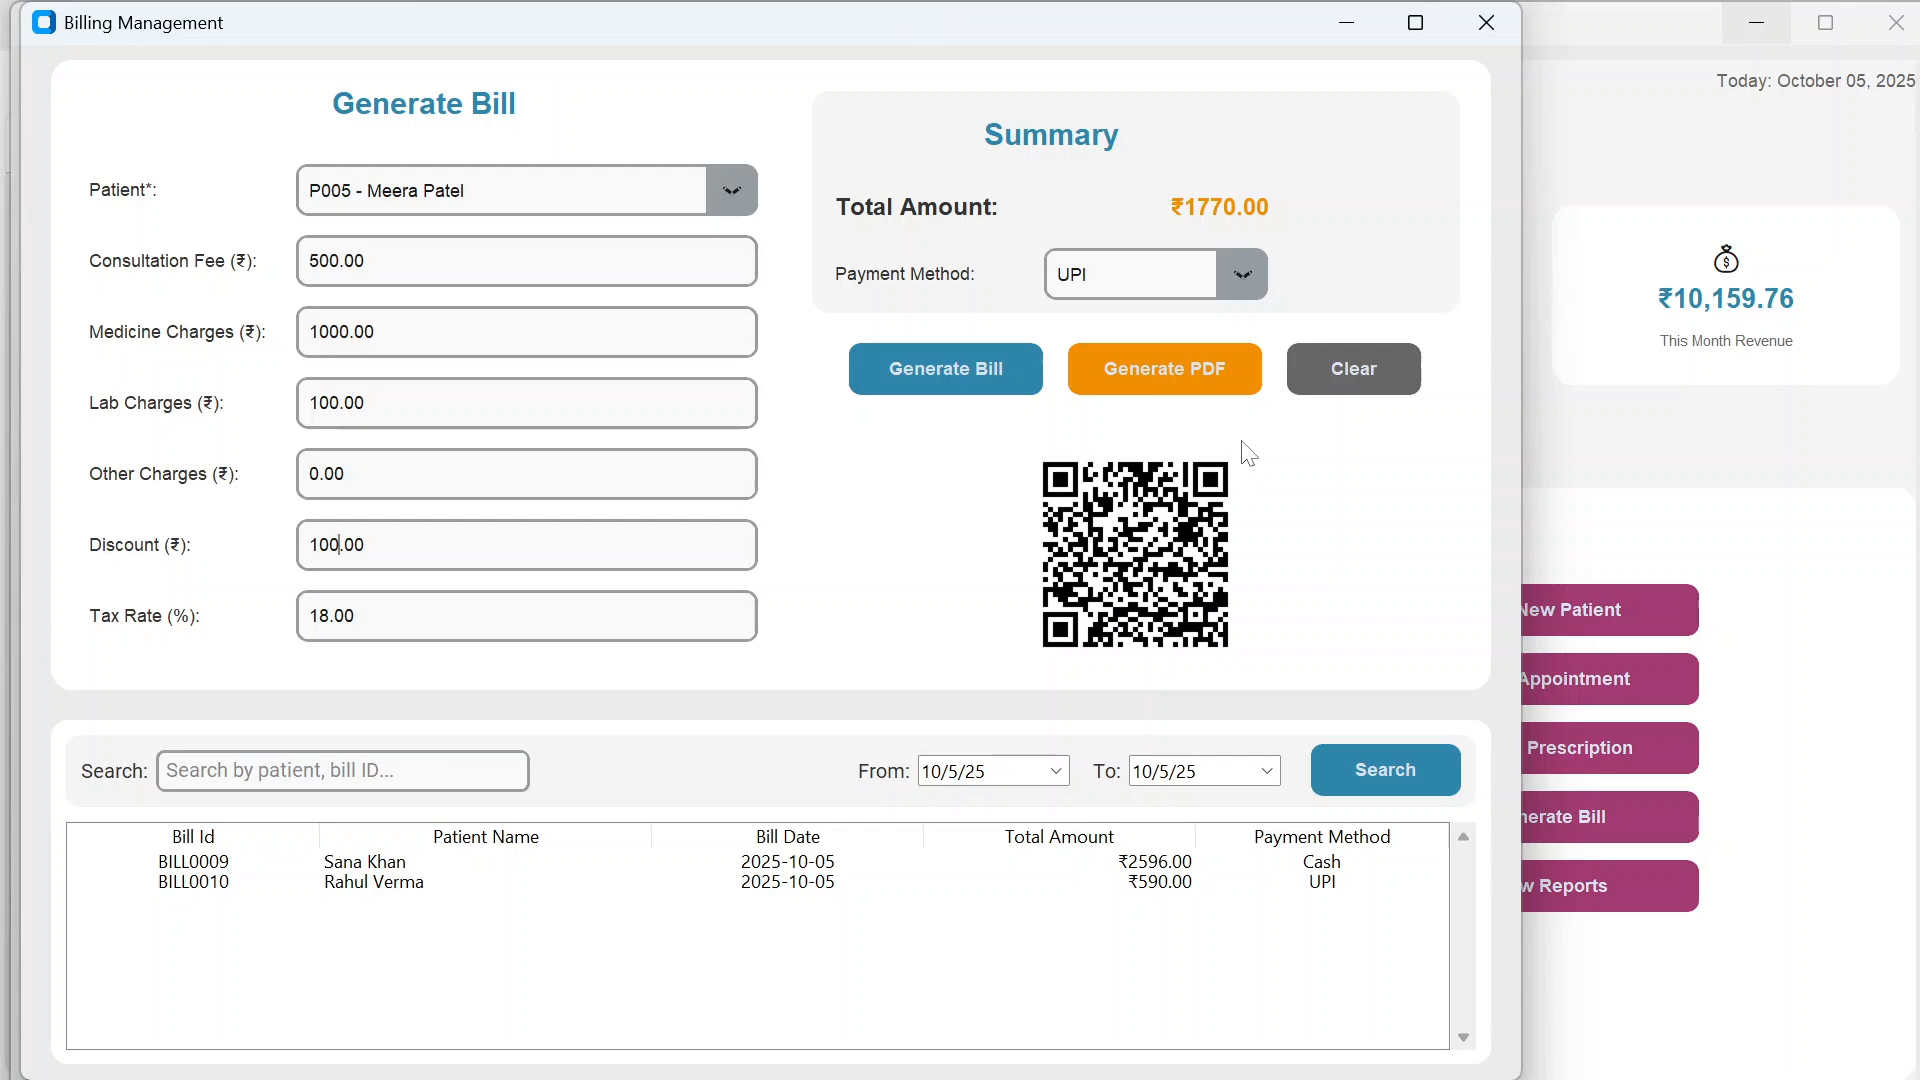 Billing Management
Today: October 05, 2025
Generate Bill
Patient*:
P005 - Meera Patel
Consultation Fee (₹):
500.00
Medicine Charges (₹):
1000.00
Lab Charges (₹):
100.00
Other Charges (₹):
0.00
Discount (₹):
100.00
Tax Rate (%):
18.00
Summary
Total Amount:
₹1770.00
Payment Method:
UPI
Generate Bill
Generate PDF
Clear
₹10,159.76
This Month Revenue
New Patient
Appointment
Prescription
nerate Bill
w Reports
Search:
Search by patient, bill ID...
From:
10/5/25
To:
10/5/25
Search
Bill Id Patient Name Bill Date Total Amount Payment Method
BILL0009 Sana Khan 2025-10-05 ₹2596.00 Cash
BILL0010 Rahul Verma 2025-10-05 ₹590.00 UPI